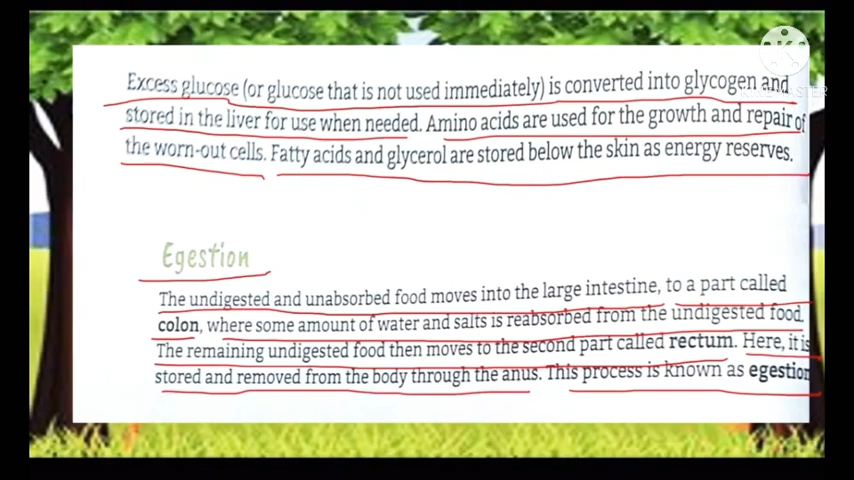 Excess glucose (or glucose that is not used immediately) is converted into glycogen and
stored in the liver for use when needed. Amino acids are used for the growth and repair of
the worn-out cells. Fatty acids and glycerol are stored below the skin as energy reserves.
Egestion
The undigested and unabsorbed food moves into the large intestine, to a part called
colon, where some amount of water and salts is reabsorbed from the undigested food.
The remaining undigested food then moves to the second part called rectum. Here, it is
stored and removed from the body through the anus. This process is known as egestion
KINEMASTER